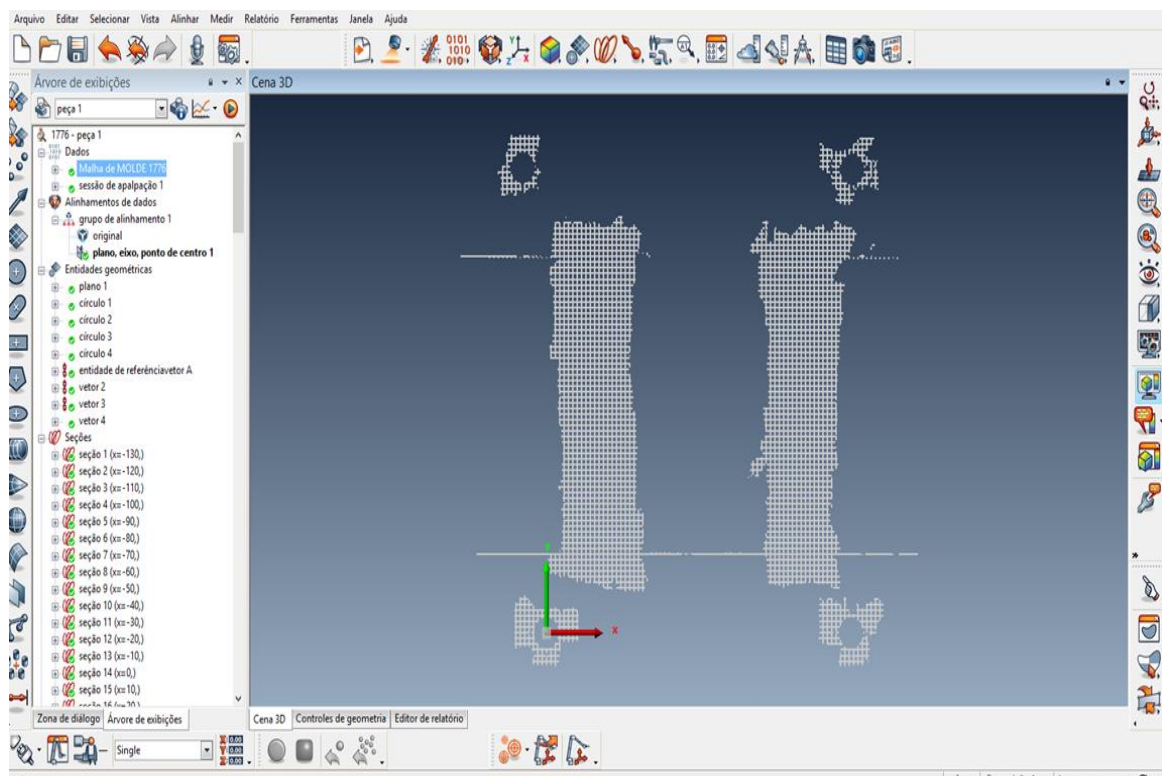 Arquivo Editar Selecionar Vista Alinhar Medir Relatório Ferramentas Janela Ajuda
Árvore de exibições
Cena 3D
peça 1
1776 - peça 1
Dados
Malha de MOLDE 1776
sessão de apalpação 1
Alinhamentos de dados
grupo de alinhamento 1
original
plano, eixo, ponto de centro 1
Entidades geométricas
plano 1
círculo 1
círculo 2
círculo 3
círculo 4
entidade de referênciavetor A
vetor 2
vetor 3
vetor 4
Seções
seção 1 (x=-130,)
seção 2 (x=-120,)
seção 3 (x=-110,)
seção 4 (x=-100,)
seção 5 (x=-90,)
seção 6 (x=-80,)
seção 7 (x=-70,)
seção 8 (x=-60,)
seção 9 (x=-50,)
seção 10 (x=-40,)
seção 11 (x=-30,)
seção 12 (x=-20,)
seção 13 (x=-10,)
seção 14 (x=0,)
seção 15 (x=10,)
seção 16 (x=20,)
x
Zona de diálogo Árvore de exibições
Cena 3D Controles de geometria Editor de relatório
Single